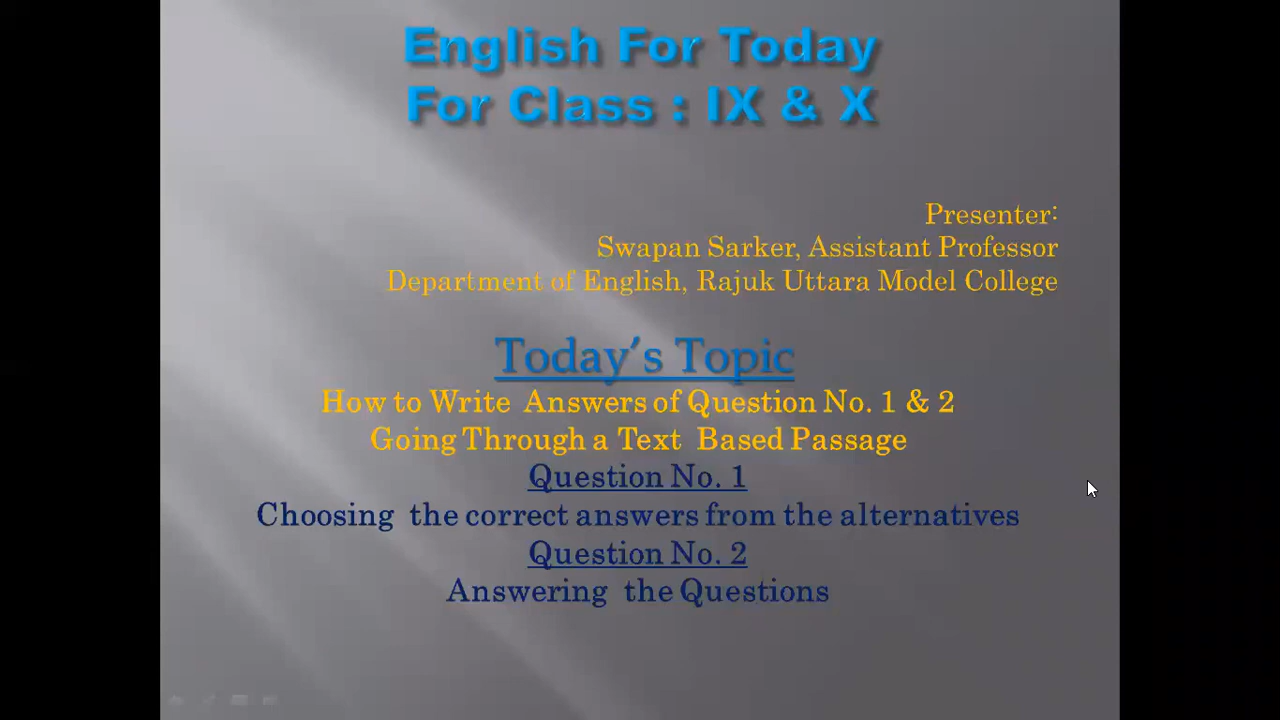 English For Today
For Class : IX & X
Presenter:
Swapan Sarker, Assistant Professor
Department of English, Rajuk Uttara Model College
Today's Topic
How to Write Answers of Question No. 1 & 2
Going Through a Text Based Passage
Question No. 1
Choosing the correct answers from the alternatives
Question No. 2
Answering the Questions